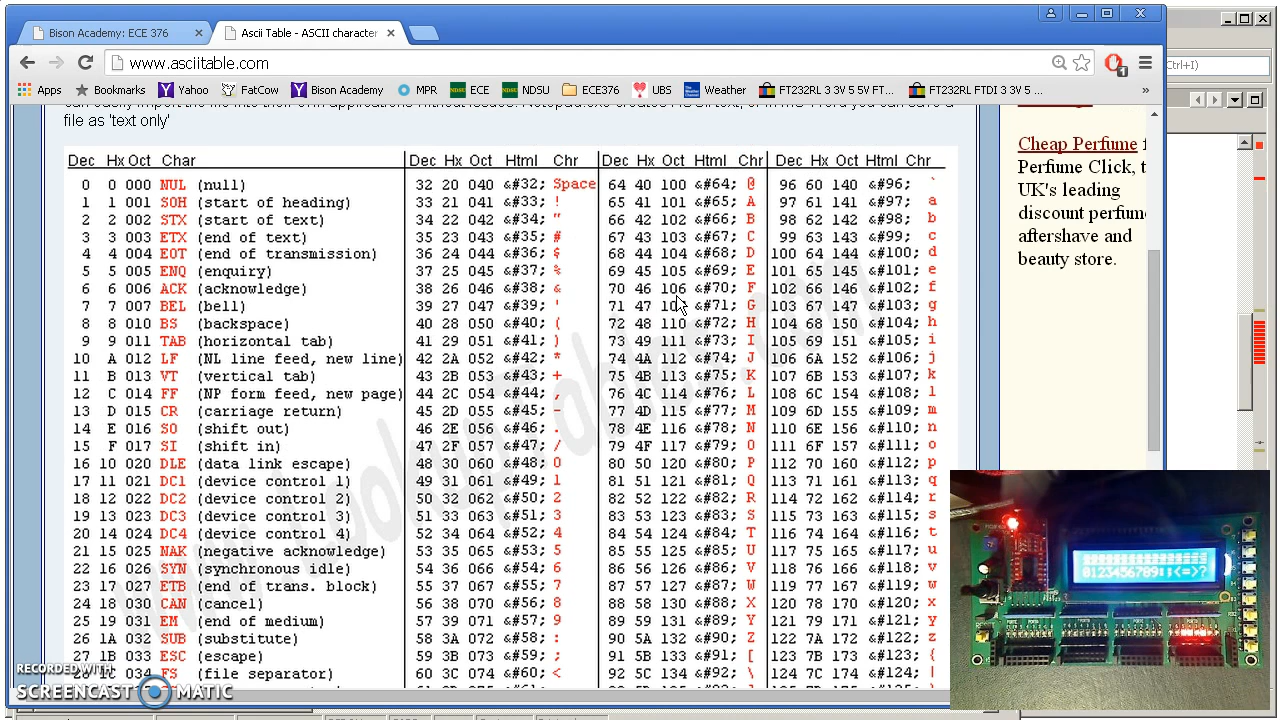 Bison Academy: ECE 376
Ascii Table - ASCII character
www.asciitable.com
Ctrl+I)
Apps Bookmarks Yahoo FatCow Bison Academy MPR ECE NDSU ECE376 UBS Weather FT232RL 3 3V 5 FT... FT232RL FTDI 3 3V 5 ... »
file as 'text only'
Cheap Perfume f
Perfume Click, t
UK's leading
discount perfum
aftershave and
beauty store.
Dec Hx Oct Char Dec Hx Oct Html Chr Dec Hx Oct Html Chr Dec Hx Oct Html Chr
0 0 000 NUL (null) 32 20 040 &#32; Space 64 40 100 &#64; @ 96 60 140 &#96; `
1 1 001 SOH (start of heading) 33 21 041 &#33; ! 65 41 101 &#65; A 97 61 141 &#97; a
2 2 002 STX (start of text) 34 22 042 &#34; " 66 42 102 &#66; B 98 62 142 &#98; b
3 3 003 ETX (end of text) 35 23 043 &#35; # 67 43 103 &#67; C 99 63 143 &#99; c
4 4 004 EOT (end of transmission) 36 24 044 &#36; $ 68 44 104 &#68; D 100 64 144 &#100; d
5 5 005 ENQ (enquiry) 37 25 045 &#37; % 69 45 105 &#69; E 101 65 145 &#101; e
6 6 006 ACK (acknowledge) 38 26 046 &#38; & 70 46 106 &#70; F 102 66 146 &#102; f
7 7 007 BEL (bell) 39 27 047 &#39; ' 71 47 107 &#71; G 103 67 147 &#103; g
8 8 010 BS (backspace) 40 28 050 &#40; ( 72 48 110 &#72; H 104 68 150 &#104; h
9 9 011 TAB (horizontal tab) 41 29 051 &#41; ) 73 49 111 &#73; I 105 69 151 &#105; i
10 A 012 LF (NL line feed, new line) 42 2A 052 &#42; * 74 4A 112 &#74; J 106 6A 152 &#106; j
11 B 013 VT (vertical tab) 43 2B 053 &#43; + 75 4B 113 &#75; K 107 6B 153 &#107; k
12 C 014 FF (NP form feed, new page) 44 2C 054 &#44; , 76 4C 114 &#76; L 108 6C 154 &#108; l
13 D 015 CR (carriage return) 45 2D 055 &#45; - 77 4D 115 &#77; M 109 6D 155 &#109; m
14 E 016 SO (shift out) 46 2E 056 &#46; . 78 4E 116 &#78; N 110 6E 156 &#110; n
15 F 017 SI (shift in) 47 2F 057 &#47; / 79 4F 117 &#79; O 111 6F 157 &#111; o
16 10 020 DLE (data link escape) 48 30 060 &#48; 0 80 50 120 &#80; P 112 70 160 &#112; p
17 11 021 DC1 (device control 1) 49 31 061 &#49; 1 81 51 121 &#81; Q 113 71 161 &#113; q
18 12 022 DC2 (device control 2) 50 32 062 &#50; 2 82 52 122 &#82; R 114 72 162 &#114; r
19 13 023 DC3 (device control 3) 51 33 063 &#51; 3 83 53 123 &#83; S 115 73 163 &#115; s
20 14 024 DC4 (device control 4) 52 34 064 &#52; 4 84 54 124 &#84; T 116 74 164 &#116; t
21 15 025 NAK (negative acknowledge) 53 35 065 &#53; 5 85 55 125 &#85; U 117 75 165 &#117; u
22 16 026 SYN (synchronous idle) 54 36 066 &#54; 6 86 56 126 &#86; V 118 76 166 &#118; v
23 17 027 ETB (end of trans. block) 55 37 067 &#55; 7 87 57 127 &#87; W 119 77 167 &#119; w
24 18 030 CAN (cancel) 56 38 070 &#56; 8 88 58 130 &#88; X 120 78 170 &#120; x
25 19 031 EM (end of medium) 57 39 071 &#57; 9 89 59 131 &#89; Y 121 79 171 &#121; y
26 1A 032 SUB (substitute) 58 3A 072 &#58; : 90 5A 132 &#90; Z 122 7A 172 &#122; z
27 1B 033 ESC (escape) 59 3B 073 &#59; ; 91 5B 133 &#91; [ 123 7B 173 &#123; {
FS (file separator) 60 3C 074 &#60; < 92 5C 134 &#92; \ 124 7C 174 &#124; |
0123456789:;<=>?
RECORDED WITH
SCREENCAST MATIC